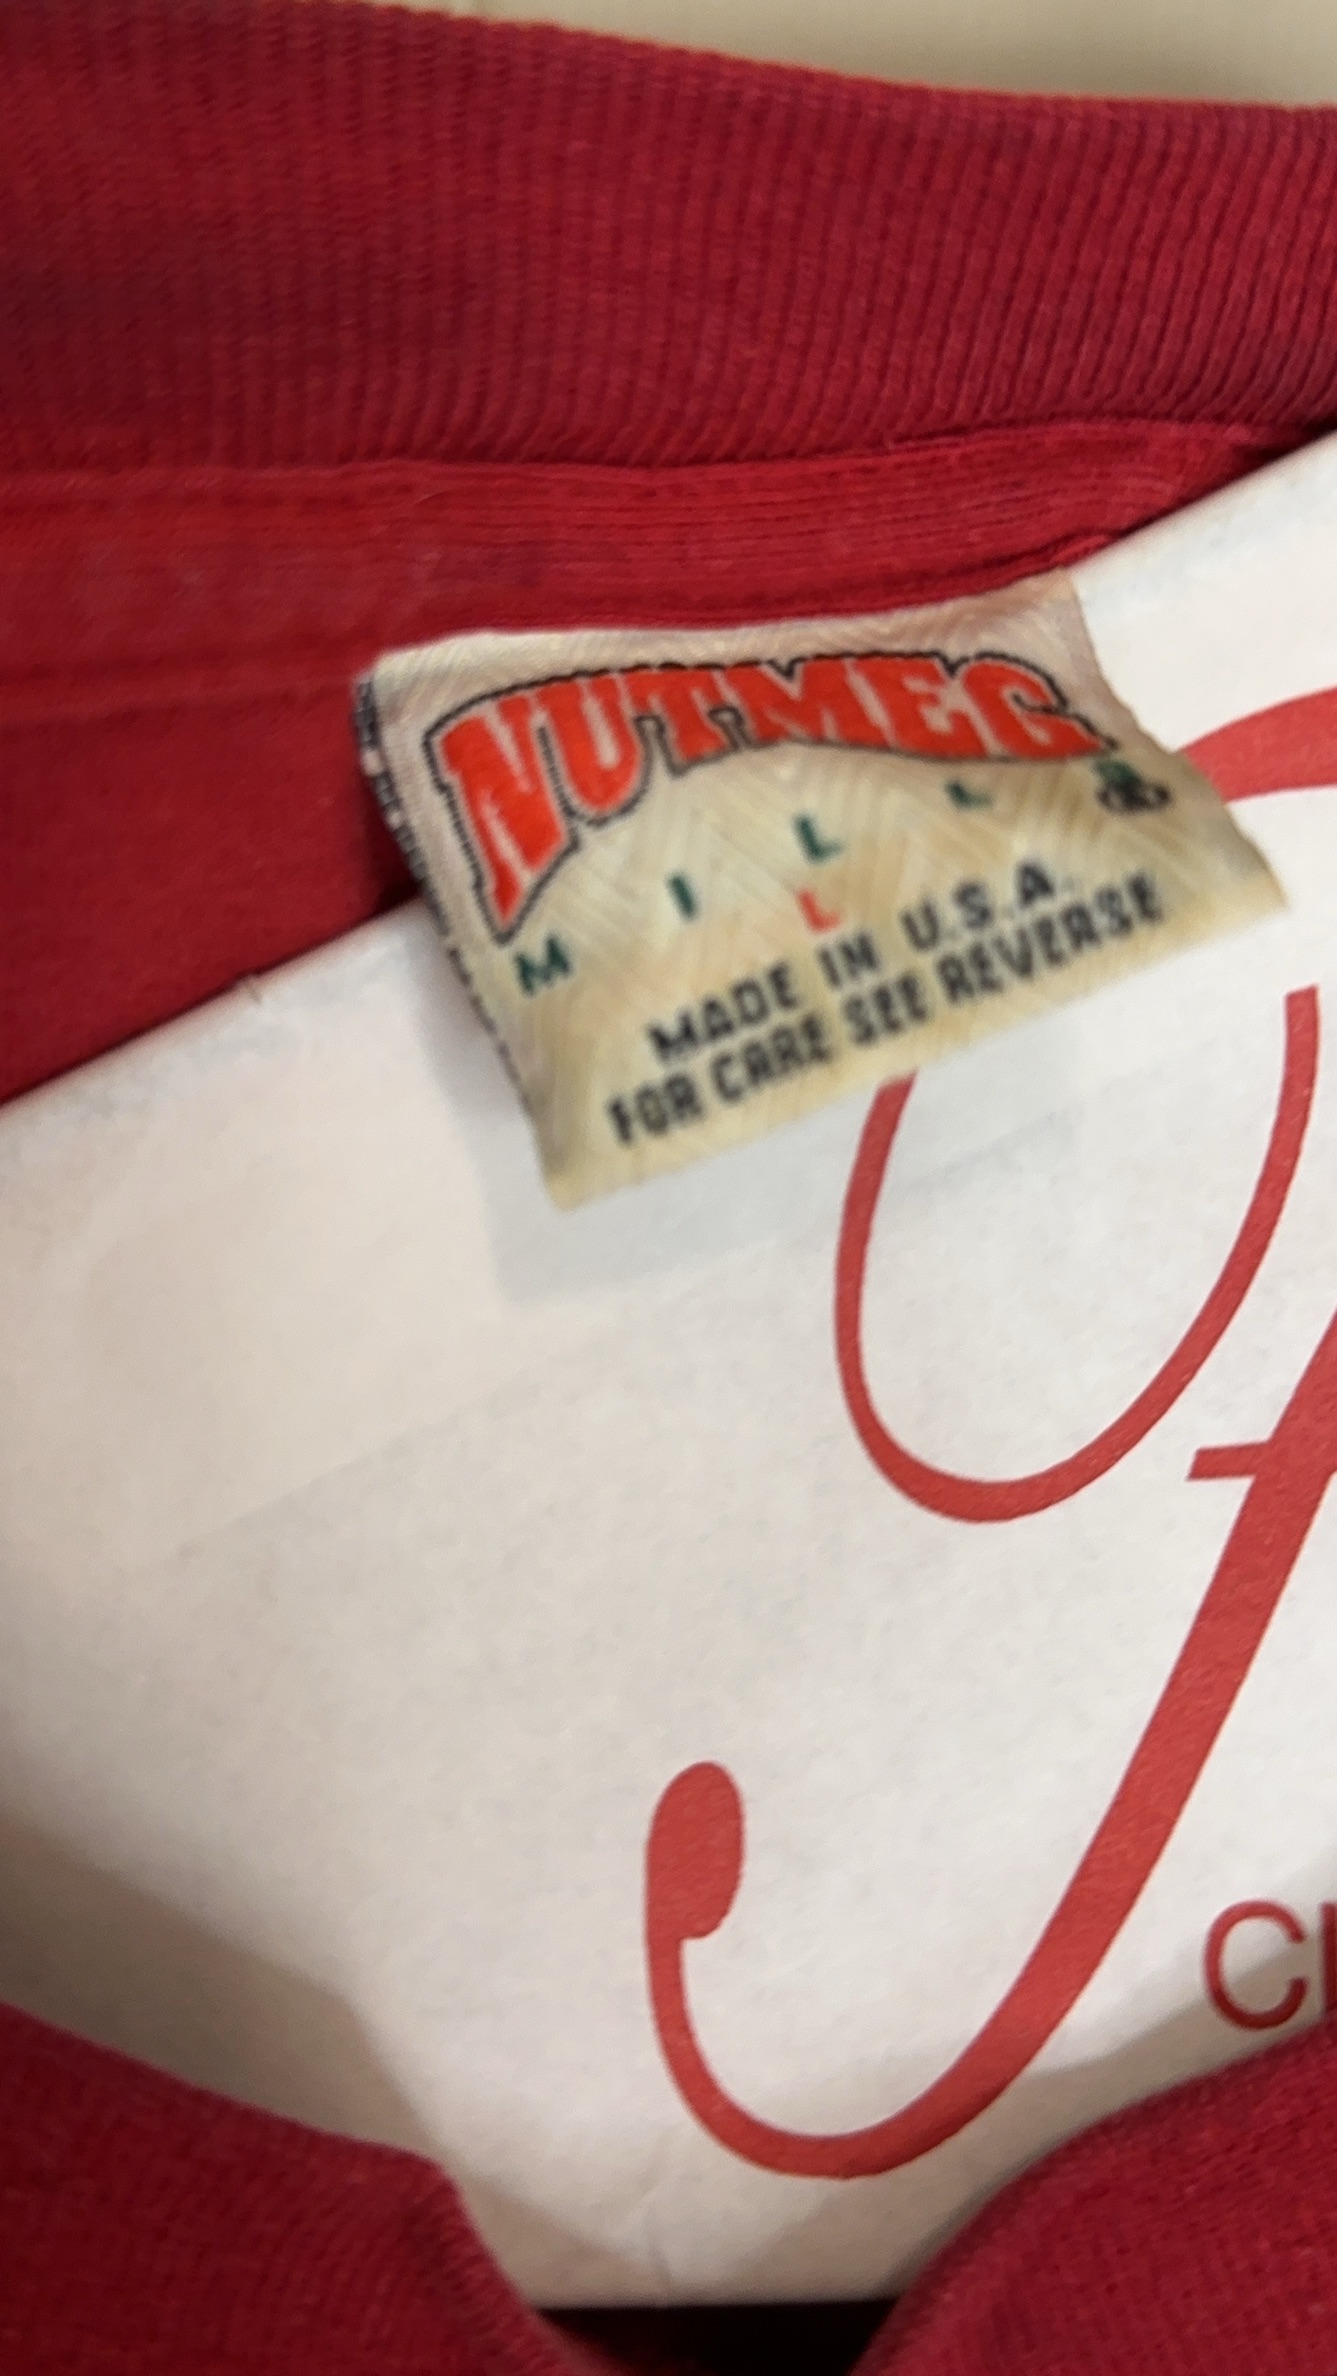 NUTMEG
MILLS
L
MADE IN U.S.A.
FOR CARE SEE REVERSE